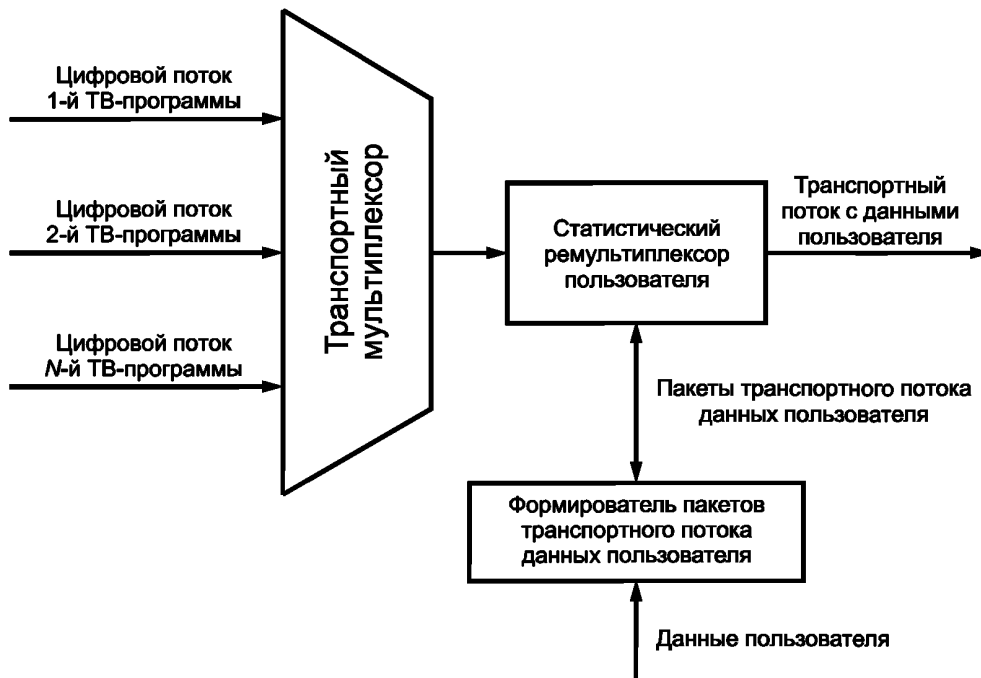 Цифровой поток
1-й ТВ-программы
Цифровой поток
2-й ТВ-программы
Цифровой поток
N-й ТВ-программы
Транспортный
мультиплексор
Статистический
ремультиплексор
пользователя
Транспортный
поток с данными
пользователя
Пакеты транспортного потока
данных пользователя
Формирователь пакетов
транспортного потока
данных пользователя
Данные пользователя